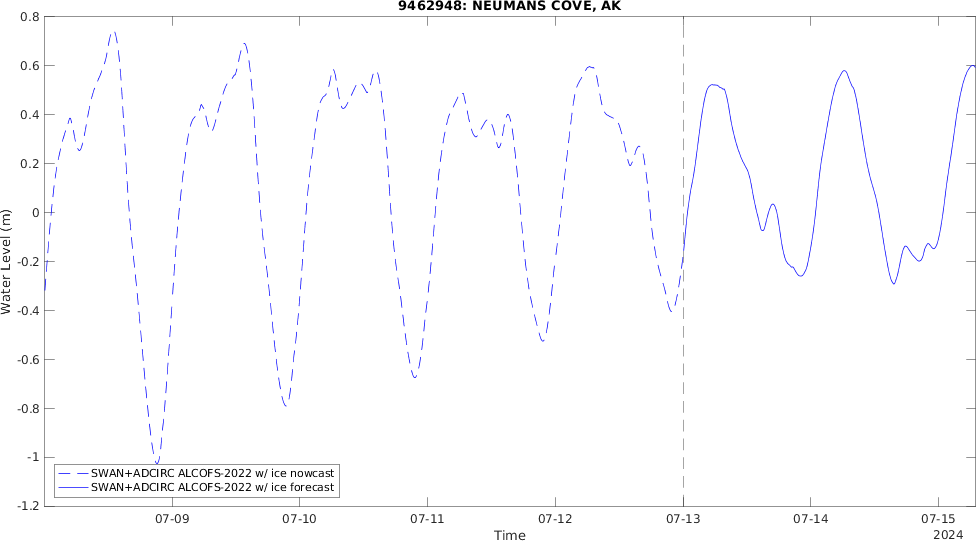 9462948: NEUMANS COVE, AK
0.8
0.6
0.4
0.2
0
-0.2
-0.4
-0.6
-0.8
-1
-1.2
Water Level (m)
SWAN+ADCIRC ALCOFS-2022 w/ ice nowcast
SWAN+ADCIRC ALCOFS-2022 w/ ice forecast
07-09 07-10 07-11 07-12 07-13 07-14 07-15
Time
2024